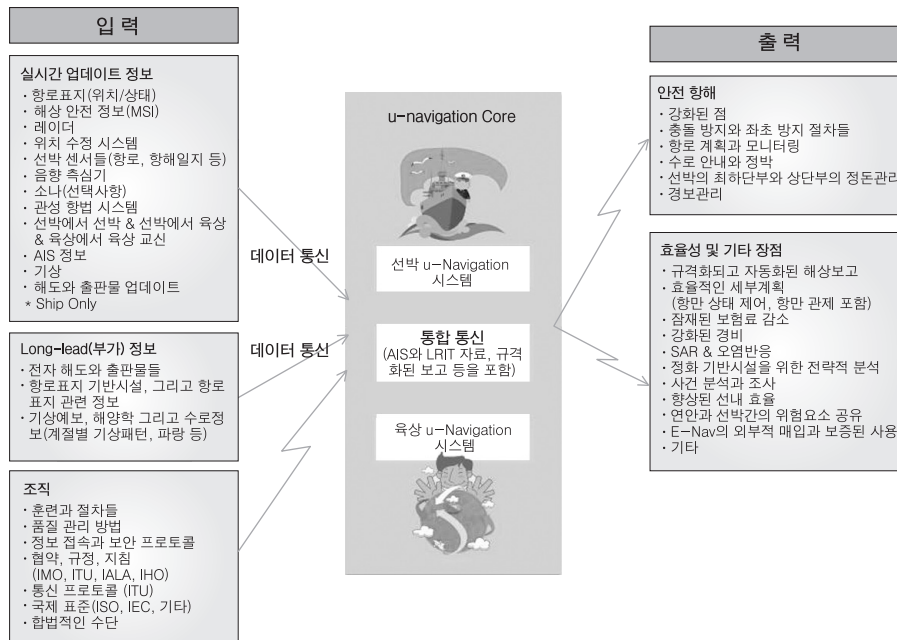 입 력
실시간 업데이트 정보
· 항로표지(위치/상태)
· 해상 안전 정보(MSI)
· 레이더
· 위치 수정 시스템
· 선박 센서들(항로, 항해일지 등)
· 음향 측심기
· 소나(선택사항)
· 관성 항법 시스템
· 선박에서 선박 & 선박에서 육상
& 육상에서 육상 교신
· AIS 정보
· 기상
· 해도와 출판물 업데이트
* Ship Only
Long-lead(부가) 정보
· 전자 해도와 출판물들
· 항로표지 기반시설, 그리고 항로
표지 관련 정보
· 기상예보, 해양학 그리고 수로정
보(계절별 기상패턴, 파랑 등)
조직
· 훈련과 절차들
· 품질 관리 방법
· 정보 접속과 보안 프로토콜
· 협약, 규정, 지침
(IMO, ITU, IALA, IHO)
· 통신 프로토콜 (ITU)
· 국제 표준(ISO, IEC, 기타)
· 합법적인 수단
데이터 통신
데이터 통신
u-navigation Core
선박 u-Navigation
시스템
통합 통신
(AIS와 LRIT 자료, 규격
화된 보고 등을 포함)
육상 u-Navigation
시스템
출 력
안전 항해
· 강화된 점
· 충돌 방지와 좌초 방지 절차들
· 항로 계획과 모니터링
· 수로 안내와 정박
· 선박의 최하단부와 상단부의 정돈관리
· 경보관리
효율성 및 기타 장점
· 규격화되고 자동화된 해상보고
· 효율적인 세부계획
(항만 상태 제어, 항만 관제 포함)
· 잠재된 보험료 감소
· 강화된 경비
· SAR & 오염반응
· 정화 기반시설을 위한 전략적 분석
· 사건 분석과 조사
· 향상된 선내 효율
· 연안과 선박간의 위험요소 공유
· E-Nav의 외부적 매입과 보증된 사용
· 기타